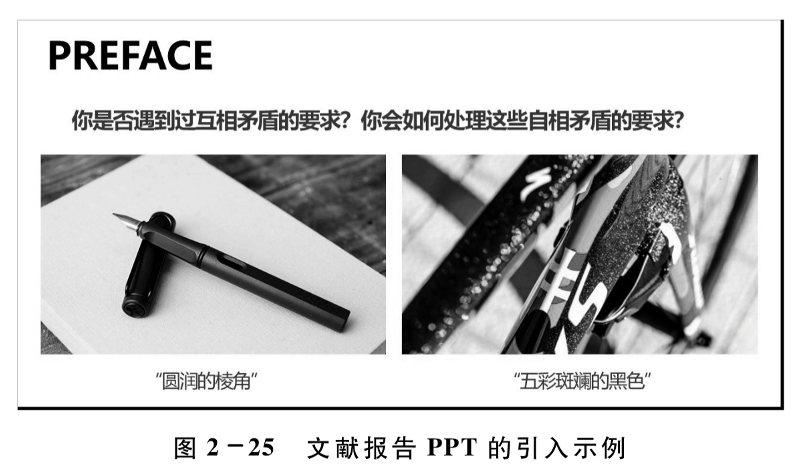 PREFACE
你是否遇到过互相矛盾的要求？你会如何处理这些自相矛盾的要求？
“圆润的棱角”
“五彩斑斓的黑色”
图 2－25 文献报告 PPT 的引入示例